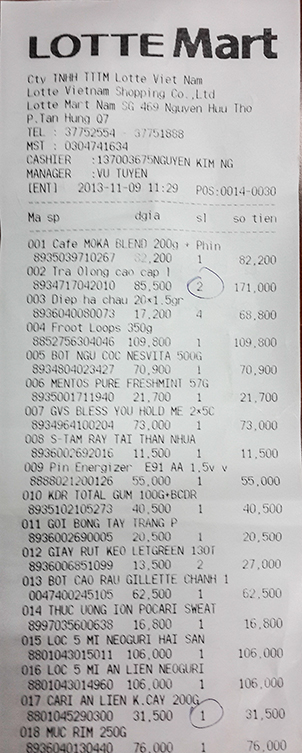 LOTTE Mart
Cty TNHH TTTM Lotte Viet Nam
Lotte Vietnam Shopping Co.,Ltd
Lotte Mart Nam SG 469 Nguyen Huu Tho
P.Tan Hung Q7
TEL : 37752554 - 37751888
MST : 0304741634
CASHIER :137003675NGUYEN KIM NG
MANAGER :VU TUYEN
[ENT] 2013-11-09 11:29 POS:0014-0030
Ma sp dgia sl so tien
001 Cafe MOKA BLEND 200g + Phin
8935039710267 82,200 1 82,200
002 Tra Olong cao cap 1
8934717042010 85,500 2 171,000
003 Diep ha chau 20*1.5gr
8936040080073 17,200 4 68,800
004 Froot Loops 350g
8852756304046 109,800 1 109,800
005 BOT NGU COC NESVITA 500G
8934804023427 70,900 1 70,900
006 MENTOS PURE FRESHMINT 57G
8935001711940 21,700 1 21,700
007 GVS BLESS YOU HOLD ME 2*5C
8934964100204 73,000 1 73,000
008 S-TAM RAY TAI THAN NHUA
8936002692016 11,500 1 11,500
009 Pin Energizer E91 AA 1.5v v
8888021200126 55,000 1 55,000
010 KDR TOTAL GUM 100G+BCDR
8935102105273 40,500 1 40,500
011 GOI BONG TAY TRANG P
8936002690005 20,500 1 20,500
012 GIAY RUT KEO LETGREEN 130T
8936006851099 13,500 2 27,000
013 BOT CAO RAU GILLETTE CHANH 1
0047400245105 62,500 1 62,500
014 THUC UONG ION POCARI SWEAT
8997035600638 16,800 1 16,800
015 LOC 5 MI NEOGURI HAI SAN
8801043015011 106,000 1 106,000
016 LOC 5 MI AN LIEN NEOGURI
8801043014960 106,000 1 106,000
017 CARI AN LIEN K.CAY 200G
8801045290300 31,500 1 31,500
018 MUC RIM 250G
8936040130440 76,000 1 76,000